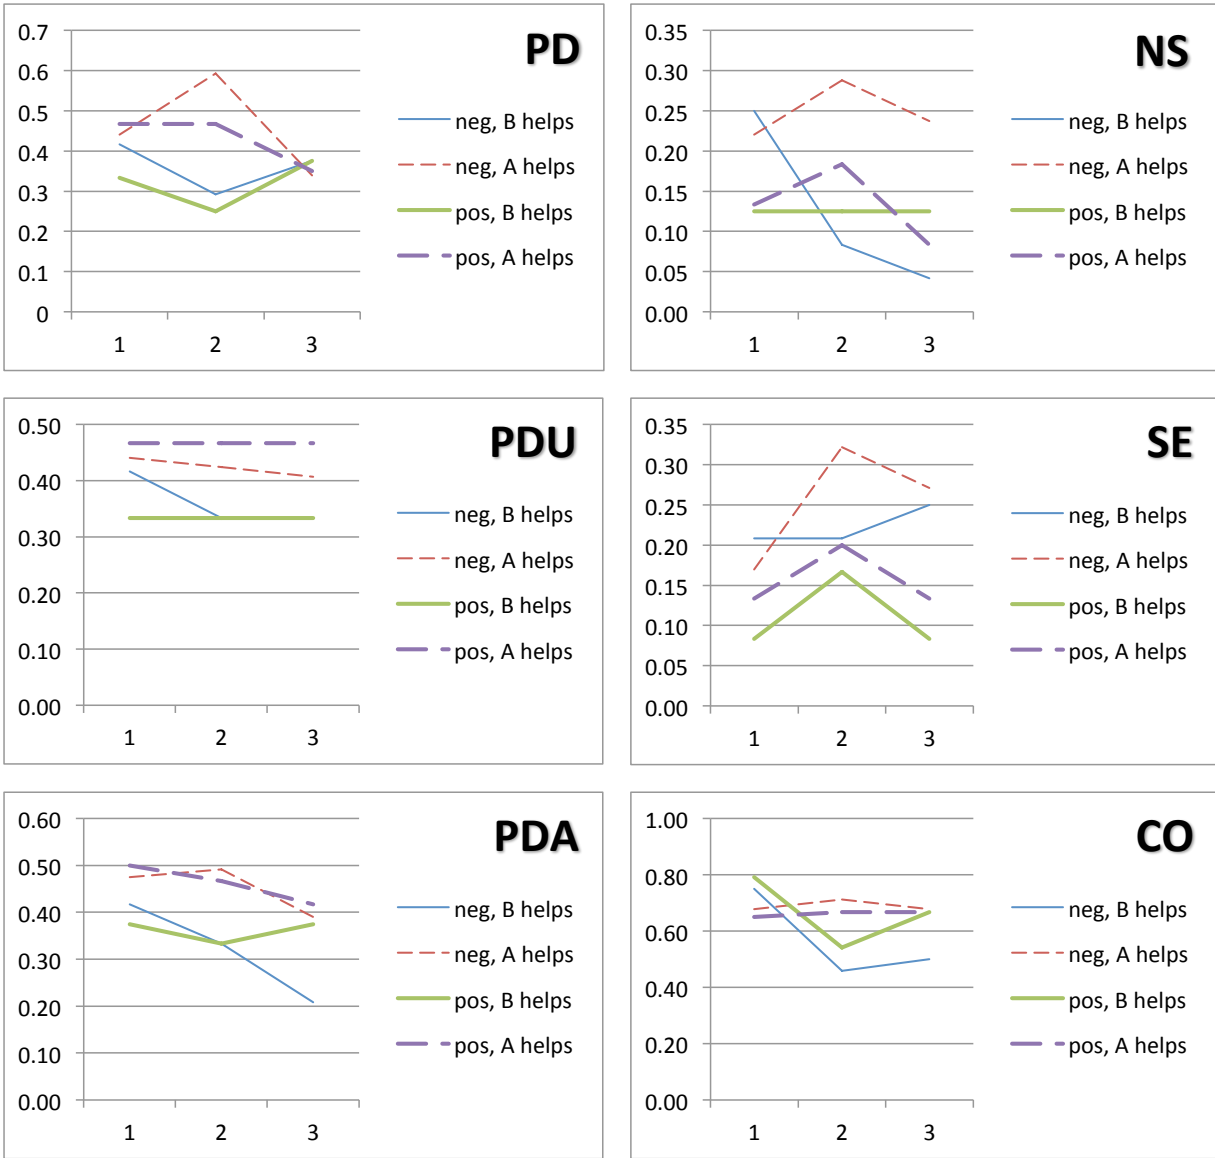 PD
0.7
0.6
0.5
0.4
0.3
0.2
0.1
0
1 2 3
neg, B helps
neg, A helps
pos, B helps
pos, A helps
NS
0.35
0.30
0.25
0.20
0.15
0.10
0.05
0.00
1 2 3
neg, B helps
neg, A helps
pos, B helps
pos, A helps
PDU
0.50
0.40
0.30
0.20
0.10
0.00
1 2 3
neg, B helps
neg, A helps
pos, B helps
pos, A helps
SE
0.35
0.30
0.25
0.20
0.15
0.10
0.05
0.00
1 2 3
neg, B helps
neg, A helps
pos, B helps
pos, A helps
PDA
0.60
0.50
0.40
0.30
0.20
0.10
0.00
1 2 3
neg, B helps
neg, A helps
pos, B helps
pos, A helps
CO
1.00
0.80
0.60
0.40
0.20
0.00
1 2 3
neg, B helps
neg, A helps
pos, B helps
pos, A helps